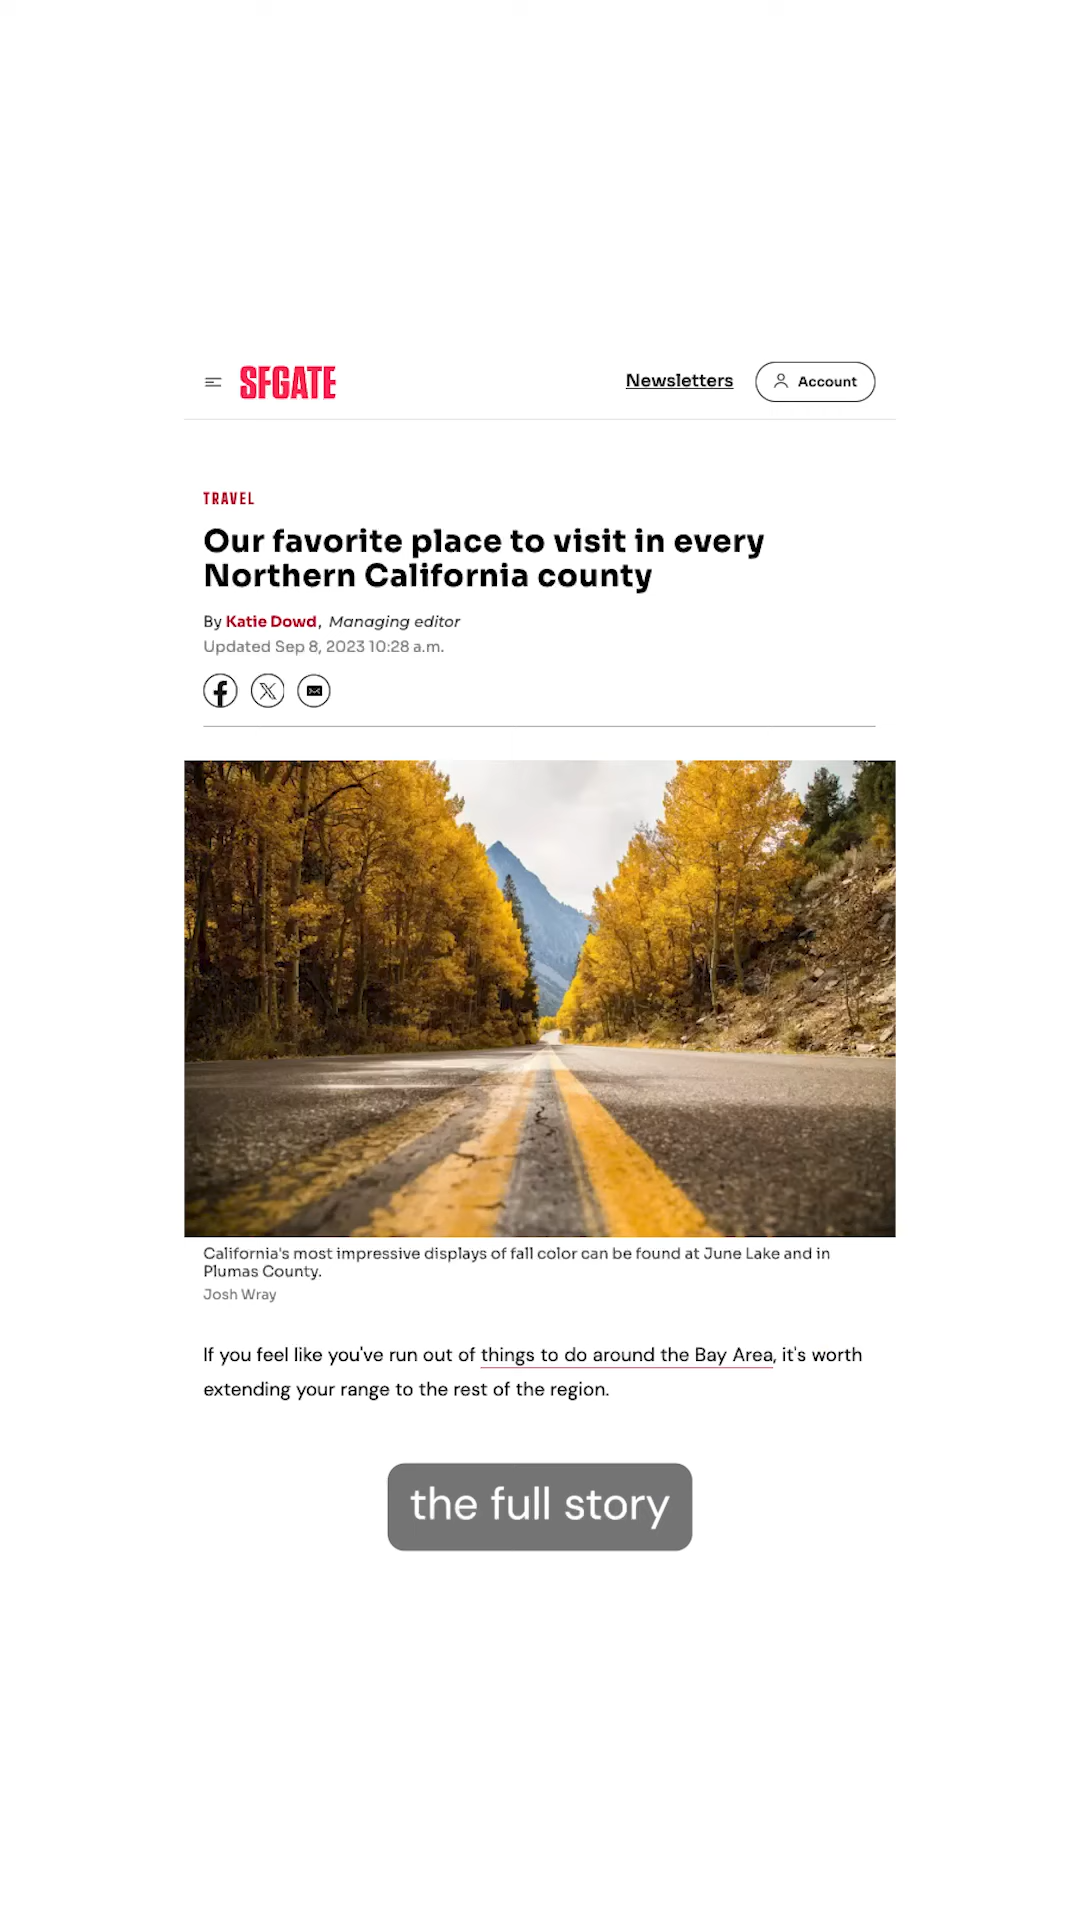 SFGATE
Newsletters
Account
TRAVEL
Our favorite place to visit in every
Northern California county
By Katie Dowd, Managing editor
Updated Sep 8, 2023 10:28 a.m.
California's most impressive displays of fall color can be found at June Lake and in
Plumas County.
Josh Wray
If you feel like you've run out of things to do around the Bay Area, it's worth
extending your range to the rest of the region.
the full story